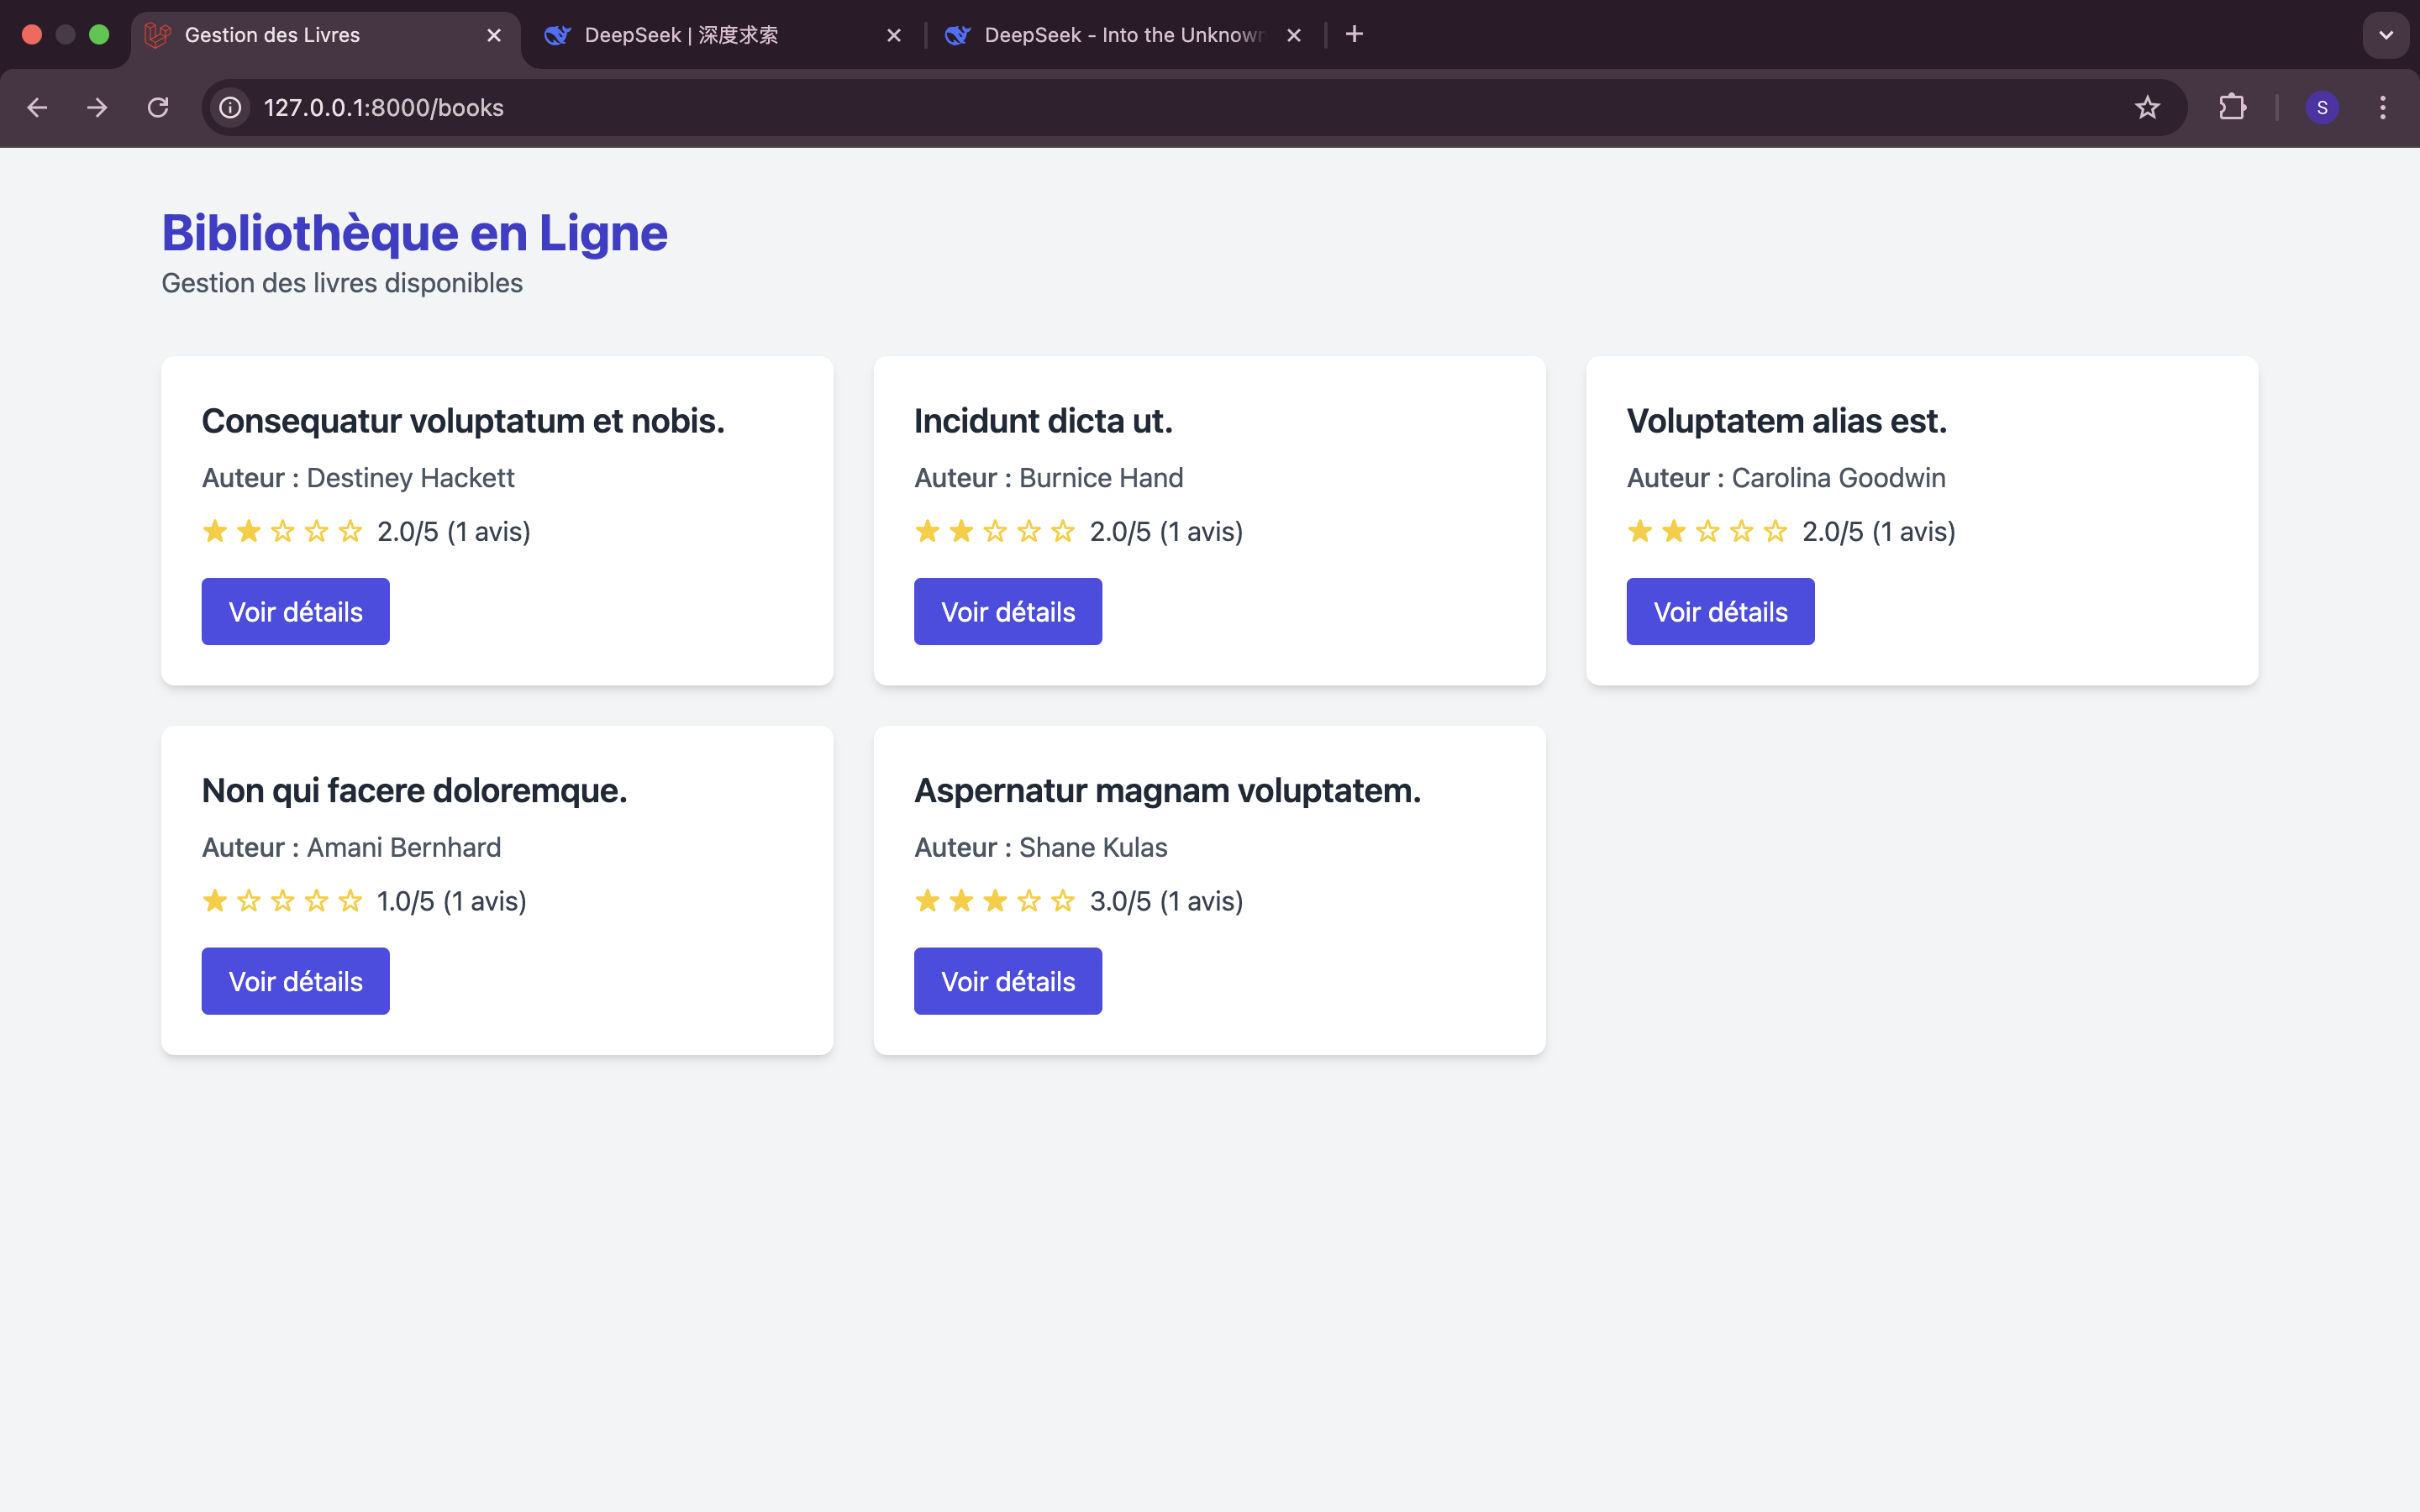 Gestion des Livres
DeepSeek | 深度求索
DeepSeek - Into the Unknown
127.0.0.1:8000/books
S
Bibliothèque en Ligne
Gestion des livres disponibles
Consequatur voluptatum et nobis.
Auteur : Destiney Hackett
2.0/5 (1 avis)
Voir détails
Incidunt dicta ut.
Auteur : Burnice Hand
2.0/5 (1 avis)
Voir détails
Voluptatem alias est.
Auteur : Carolina Goodwin
2.0/5 (1 avis)
Voir détails
Non qui facere doloremque.
Auteur : Amani Bernhard
1.0/5 (1 avis)
Voir détails
Aspernatur magnam voluptatem.
Auteur : Shane Kulas
3.0/5 (1 avis)
Voir détails